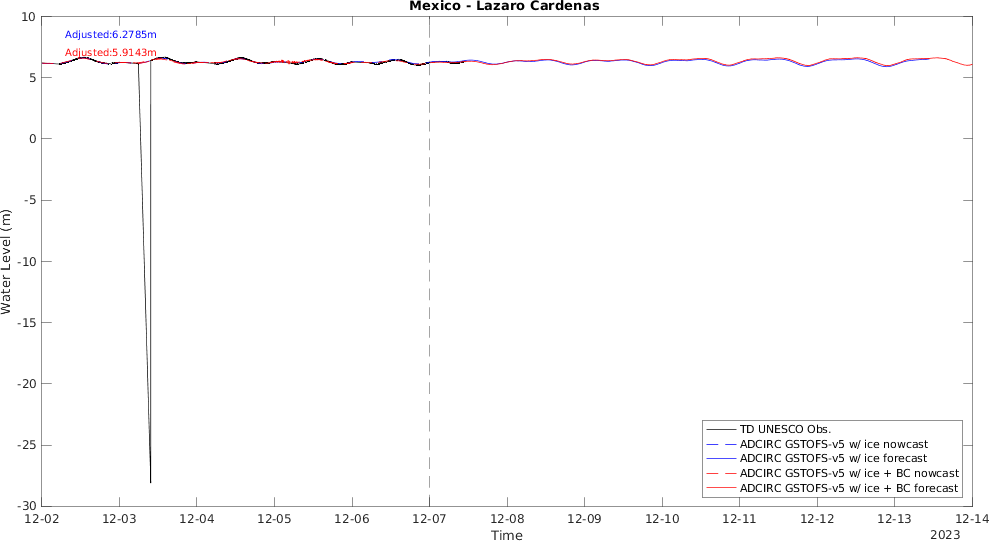 Mexico - Lazaro Cardenas
Adjusted:6.2785m
Adjusted:5.9143m
10
5
0
-5
-10
-15
-20
-25
-30
Water Level (m)
12-02 12-03 12-04 12-05 12-06 12-07 12-08 12-09 12-10 12-11 12-12 12-13 12-14
Time
2023
TD UNESCO Obs.
ADCIRC GSTOFS-v5 w/ ice nowcast
ADCIRC GSTOFS-v5 w/ ice forecast
ADCIRC GSTOFS-v5 w/ ice + BC nowcast
ADCIRC GSTOFS-v5 w/ ice + BC forecast